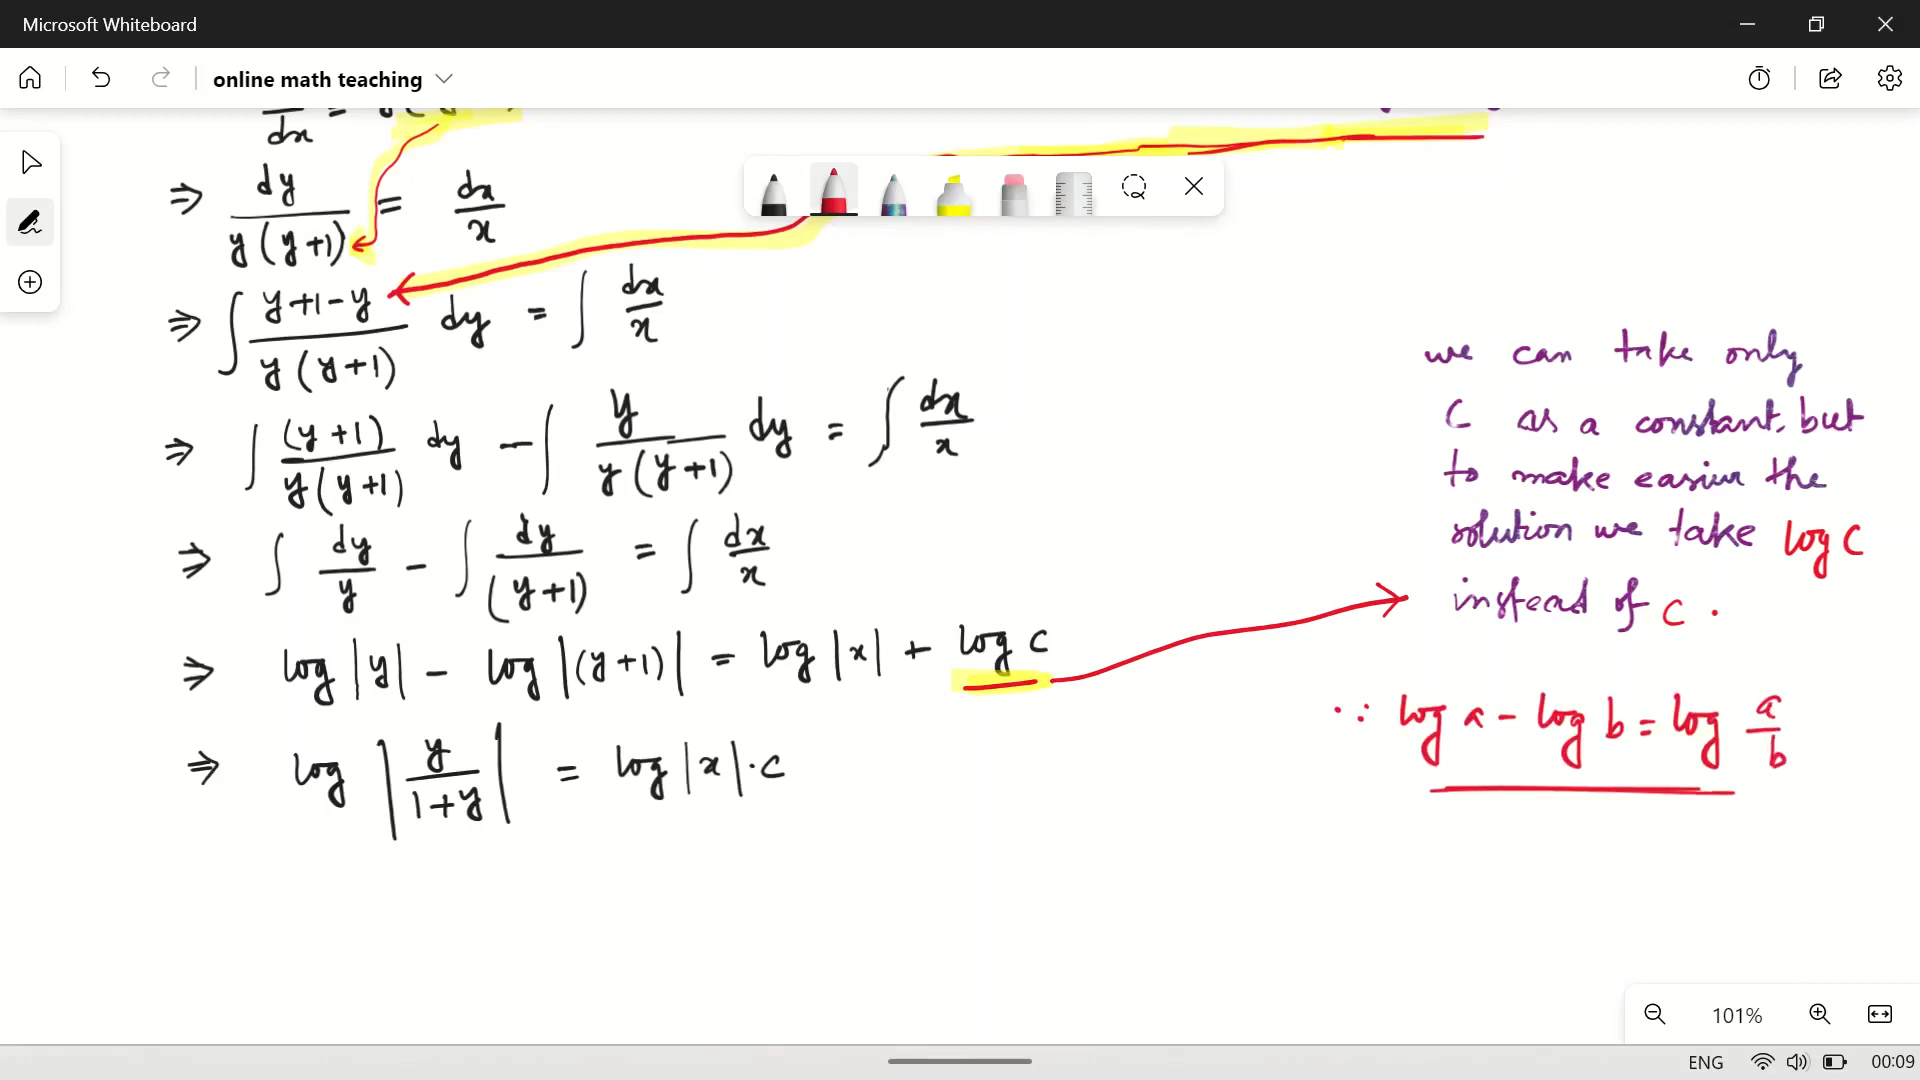 Microsoft Whiteboard
online math teaching
dx =
⇒ dy / y(y+1) = dx / x
⇒ ∫ y+1-y / y(y+1) dy = ∫ dx / x
⇒ ∫ (y+1) / y(y+1) dy - ∫ y / y(y+1) dy = ∫ dx / x
⇒ ∫ dy / y - ∫ dy / (y+1) = ∫ dx / x
⇒ log |y| - log |(y+1)| = log |x| + log c
⇒ log | y / 1+y | = log |x| · c
we can take only
C as a constant, but
to make easiur the
solution we take log C
instead of C .
∵ log a - log b = log a / b
101%
ENG 00:09